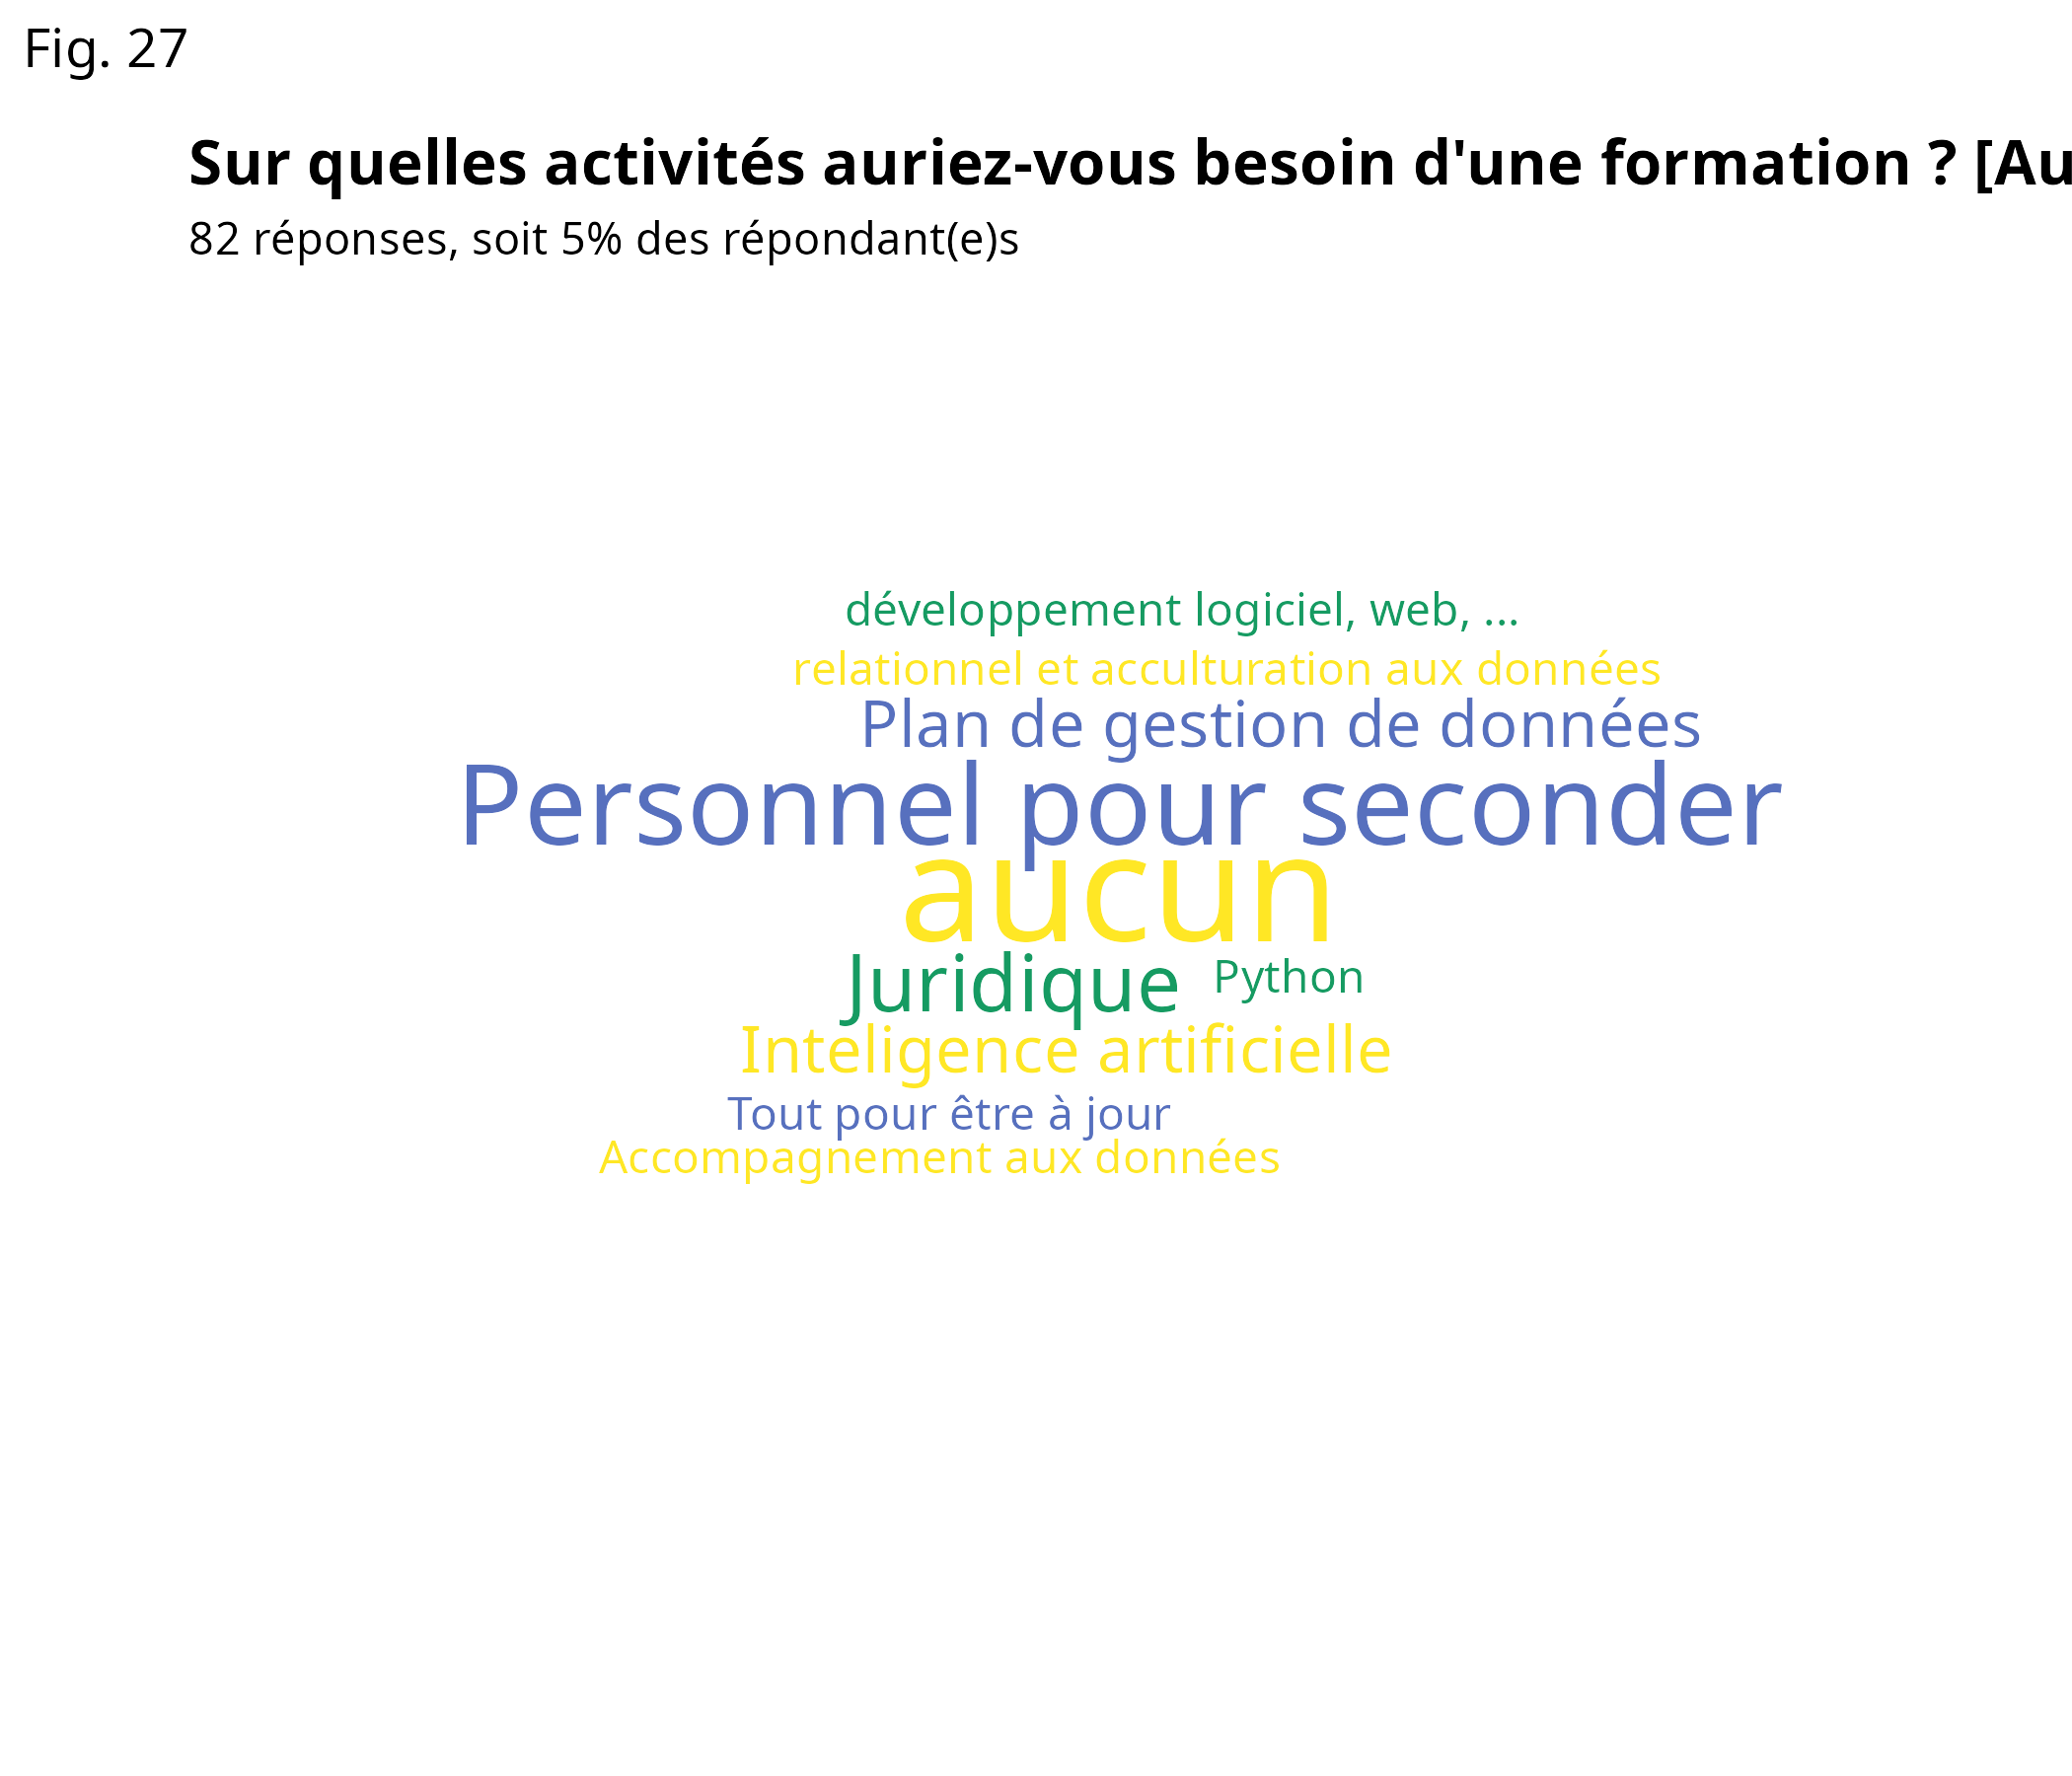 Fig. 27
Sur quelles activités auriez-vous besoin d'une formation ? [Au
82 réponses, soit 5% des répondant(e)s
développement logiciel, web, ...
relationnel et acculturation aux données
Plan de gestion de données
Personnel pour seconder
aucun
Juridique Python
Inteligence artificielle
Tout pour être à jour
Accompagnement aux données